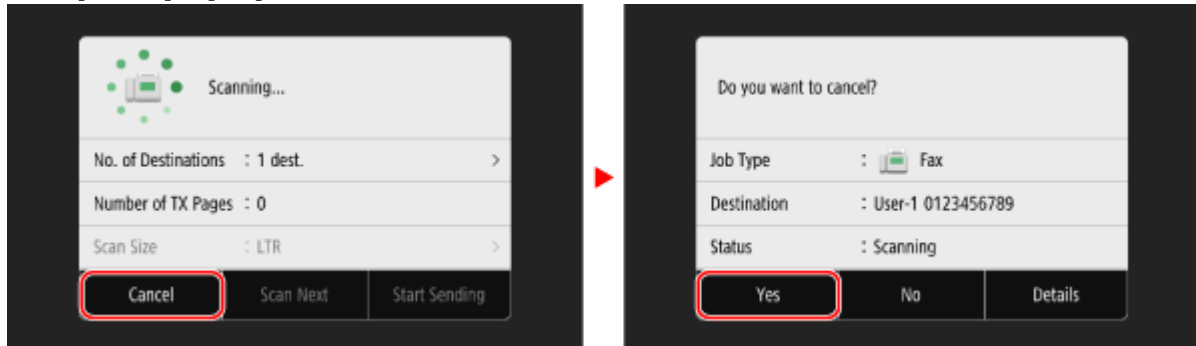 Scanning...
No. of Destinations : 1 dest. >
Number of TX Pages : 0
Scan Size : LTR >
Cancel Scan Next Start Sending
Do you want to cancel?
Job Type : Fax
Destination : User-1 0123456789
Status : Scanning
Yes No Details